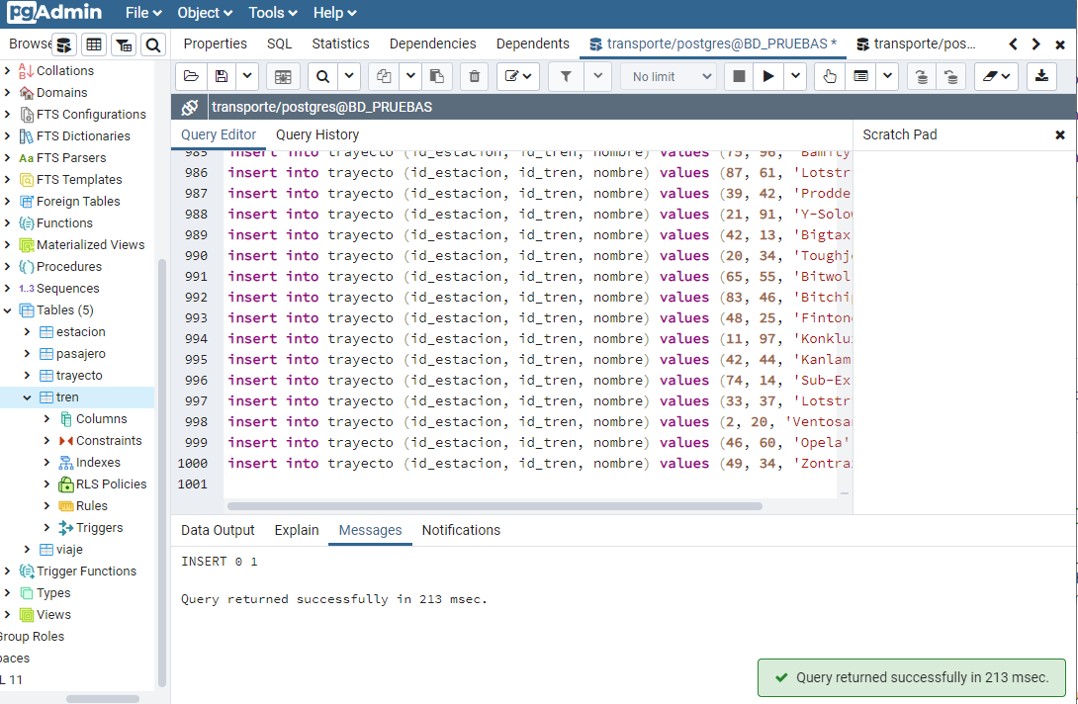 pgAdmin File Object Tools Help
Browse
Properties SQL Statistics Dependencies Dependents transporte/postgres@BD_PRUEBAS * transporte/pos...
No limit
transporte/postgres@BD_PRUEBAS
Query Editor Query History
Scratch Pad
Collations
Domains
FTS Configurations
FTS Dictionaries
FTS Parsers
FTS Templates
Foreign Tables
Functions
Materialized Views
Procedures
1..3 Sequences
Tables (5)
estacion
pasajero
trayecto
tren
Columns
Constraints
Indexes
RLS Policies
Rules
Triggers
viaje
Trigger Functions
Types
Views
Group Roles
paces
L 11
985 insert into trayecto (id_estacion, id_tren, nombre) values (75, 96, 'Bamity
986 insert into trayecto (id_estacion, id_tren, nombre) values (87, 61, 'Lotstr
987 insert into trayecto (id_estacion, id_tren, nombre) values (39, 42, 'Prodde
988 insert into trayecto (id_estacion, id_tren, nombre) values (21, 91, 'Y-Solo
989 insert into trayecto (id_estacion, id_tren, nombre) values (42, 13, 'Bigtax
990 insert into trayecto (id_estacion, id_tren, nombre) values (20, 34, 'Toughj
991 insert into trayecto (id_estacion, id_tren, nombre) values (65, 55, 'Bitwol
992 insert into trayecto (id_estacion, id_tren, nombre) values (83, 46, 'Bitchi
993 insert into trayecto (id_estacion, id_tren, nombre) values (48, 25, 'Finton
994 insert into trayecto (id_estacion, id_tren, nombre) values (11, 97, 'Konklu
995 insert into trayecto (id_estacion, id_tren, nombre) values (42, 44, 'Kanlam
996 insert into trayecto (id_estacion, id_tren, nombre) values (74, 14, 'Sub-Ex
997 insert into trayecto (id_estacion, id_tren, nombre) values (33, 37, 'Lotstr
998 insert into trayecto (id_estacion, id_tren, nombre) values (2, 20, 'Ventosa
999 insert into trayecto (id_estacion, id_tren, nombre) values (46, 60, 'Opela'
1000 insert into trayecto (id_estacion, id_tren, nombre) values (49, 34, 'Zontra
1001
Data Output Explain Messages Notifications
INSERT 0 1
Query returned successfully in 213 msec.
Query returned successfully in 213 msec.